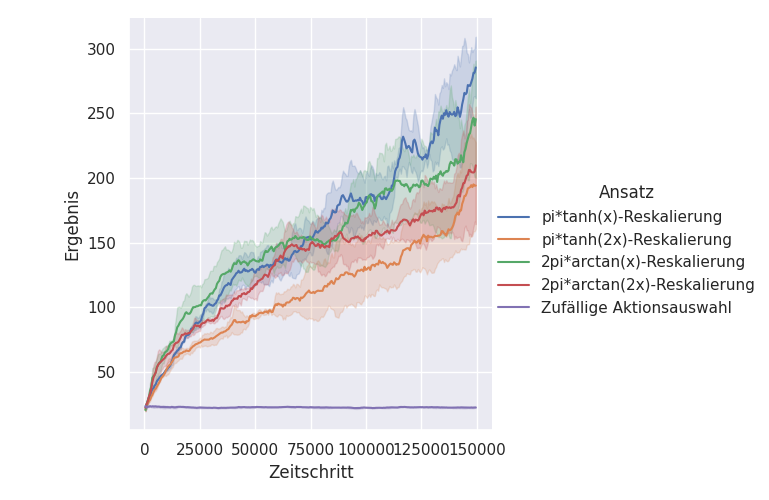 300
250
200
150
100
50
Ergebnis
0 25000 50000 75000 100000 125000 150000
Zeitschritt
Ansatz
pi*tanh(x)-Reskalierung
pi*tanh(2x)-Reskalierung
2pi*arctan(x)-Reskalierung
2pi*arctan(2x)-Reskalierung
Zufällige Aktionsauswahl